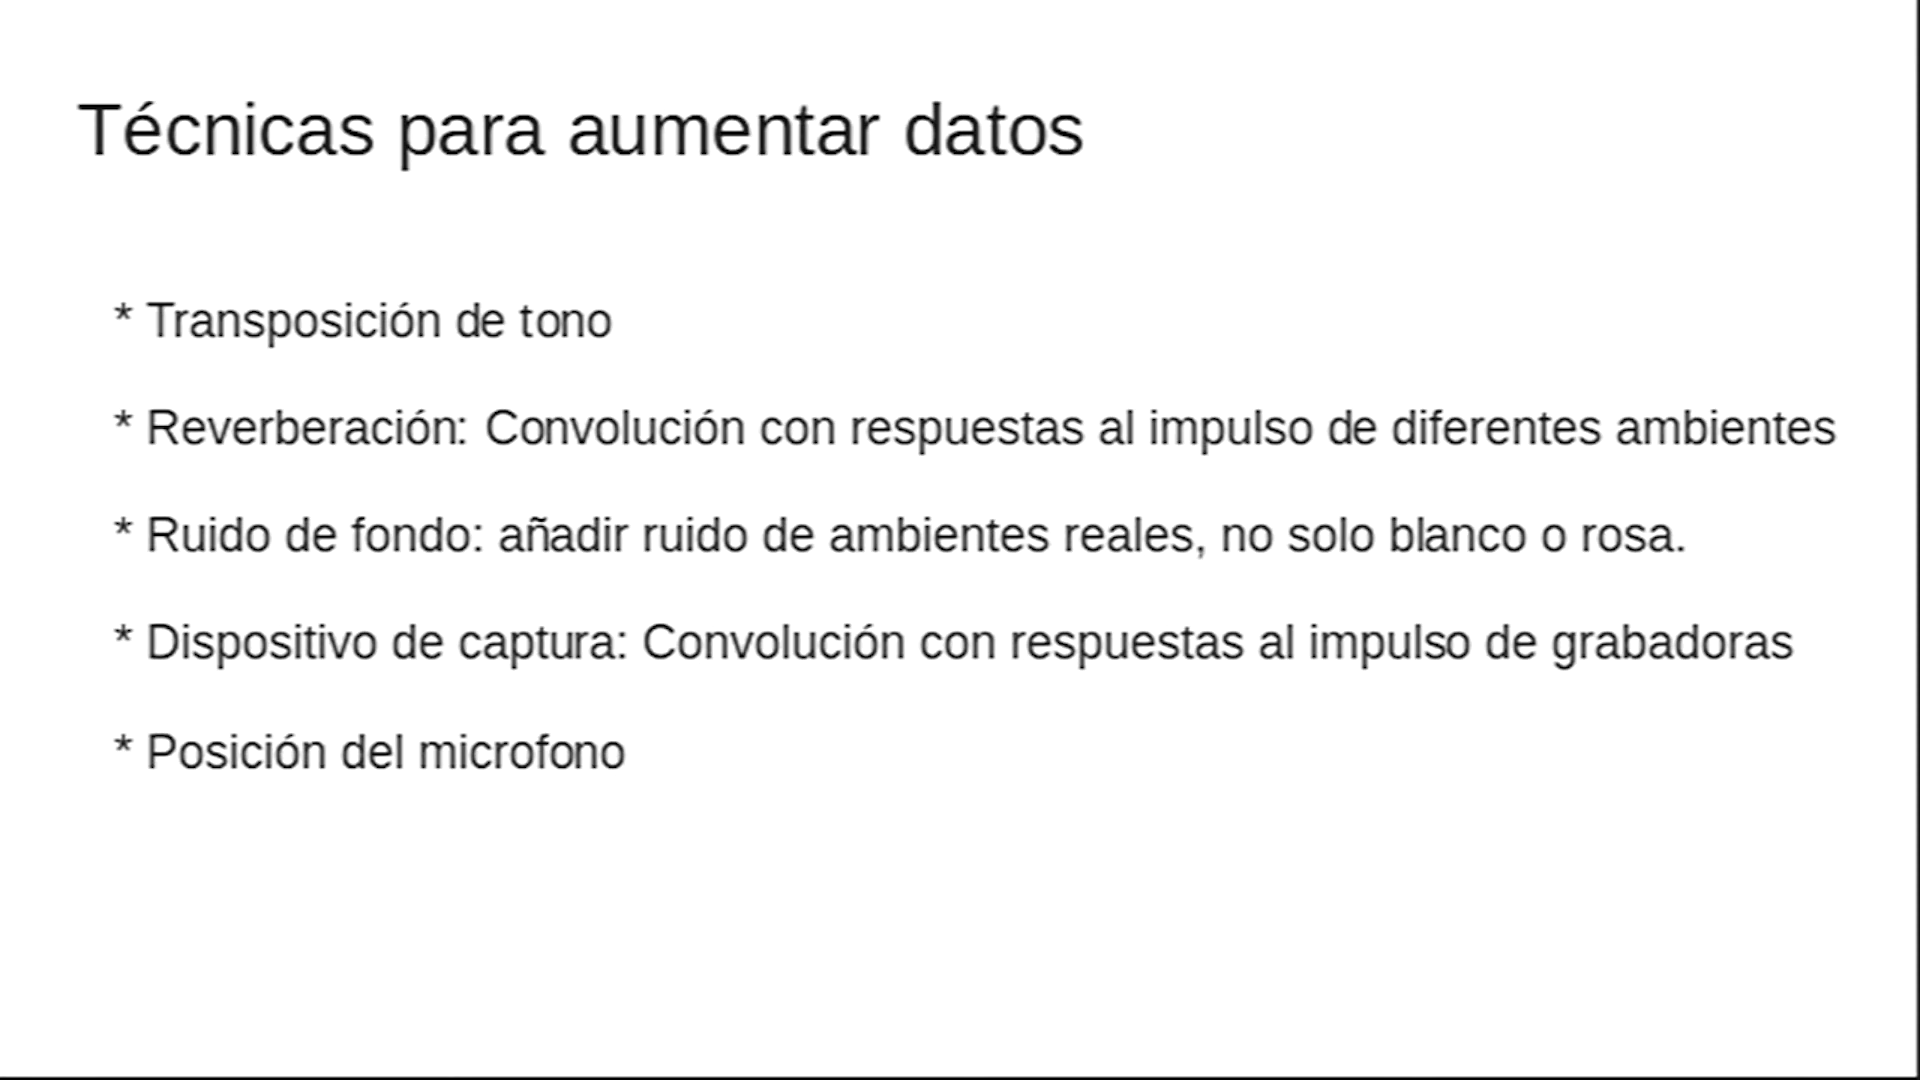 Técnicas para aumentar datos
* Transposición de tono
* Reverberación: Convolución con respuestas al impulso de diferentes ambientes
* Ruido de fondo: añadir ruido de ambientes reales, no solo blanco o rosa.
* Dispositivo de captura: Convolución con respuestas al impulso de grabadoras
* Posición del microfono